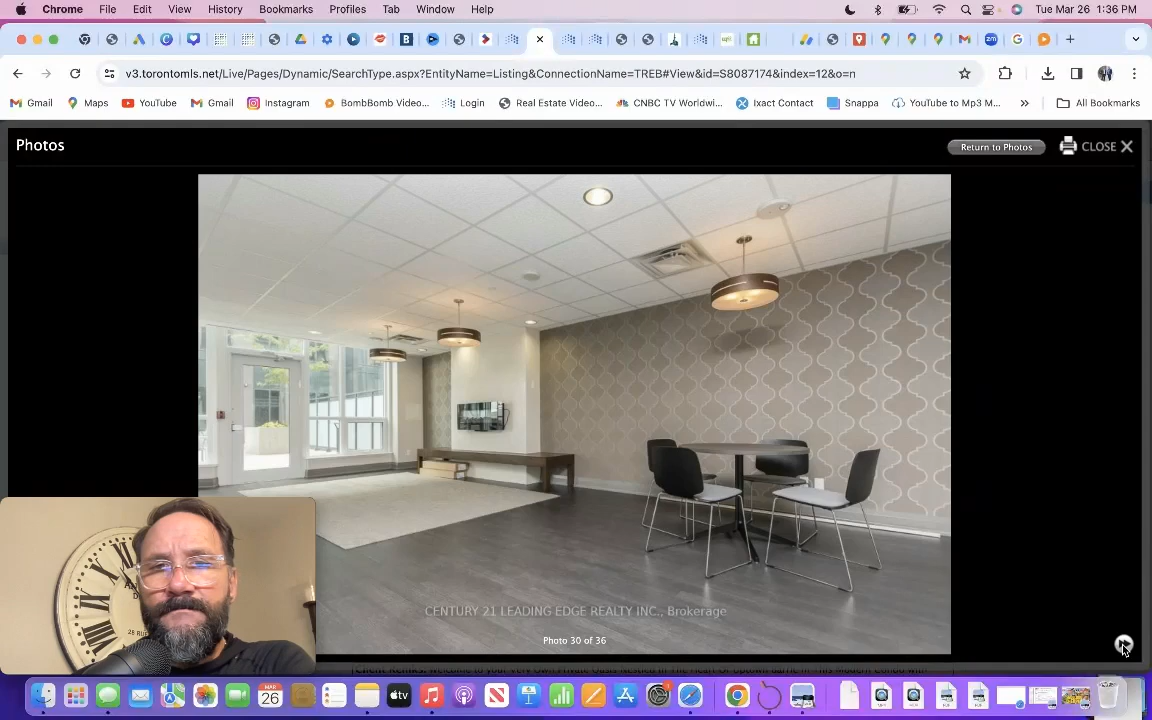 Chrome File Edit View History Bookmarks Profiles Tab Window Help Tue Mar 26 1:36 PM
v3.torontomls.net/Live/Pages/Dynamic/SearchType.aspx?EntityName=Listing&ConnectionName=TREB#View&id=S8087174&index=12&o=n
Gmail Maps YouTube Gmail Instagram BombBomb Video... Login Real Estate Video... CNBC TV Worldwi... Ixact Contact Snappa YouTube to Mp3 M... » All Bookmarks
Photos Return to Photos CLOSE
CENTURY 21 LEADING EDGE REALTY INC., Brokerage
Photo 30 of 36
MAR
26